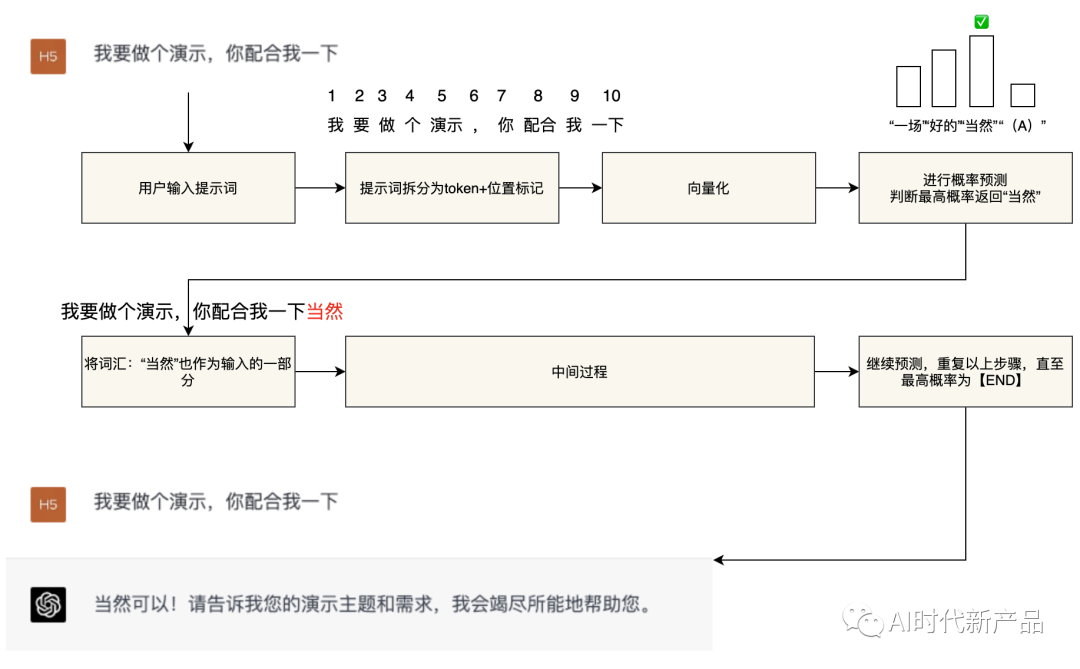 H5
我要做个演示，你配合我一下
1 2 3 4 5 6 7 8 9 10
我 要 做 个 演示 ， 你 配合 我 一下
“一场”“好的”“当然”“（A）”
用户输入提示词
提示词拆分为token+位置标记
向量化
进行概率预测
判断最高概率返回“当然”
我要做个演示，你配合我一下当然
将词汇：“当然”也作为输入的一部
分
中间过程
继续预测，重复以上步骤，直至
最高概率为【END】
H5
我要做个演示，你配合我一下
当然可以！请告诉我您的演示主题和需求，我会竭尽所能地帮助您。
AI时代新产品